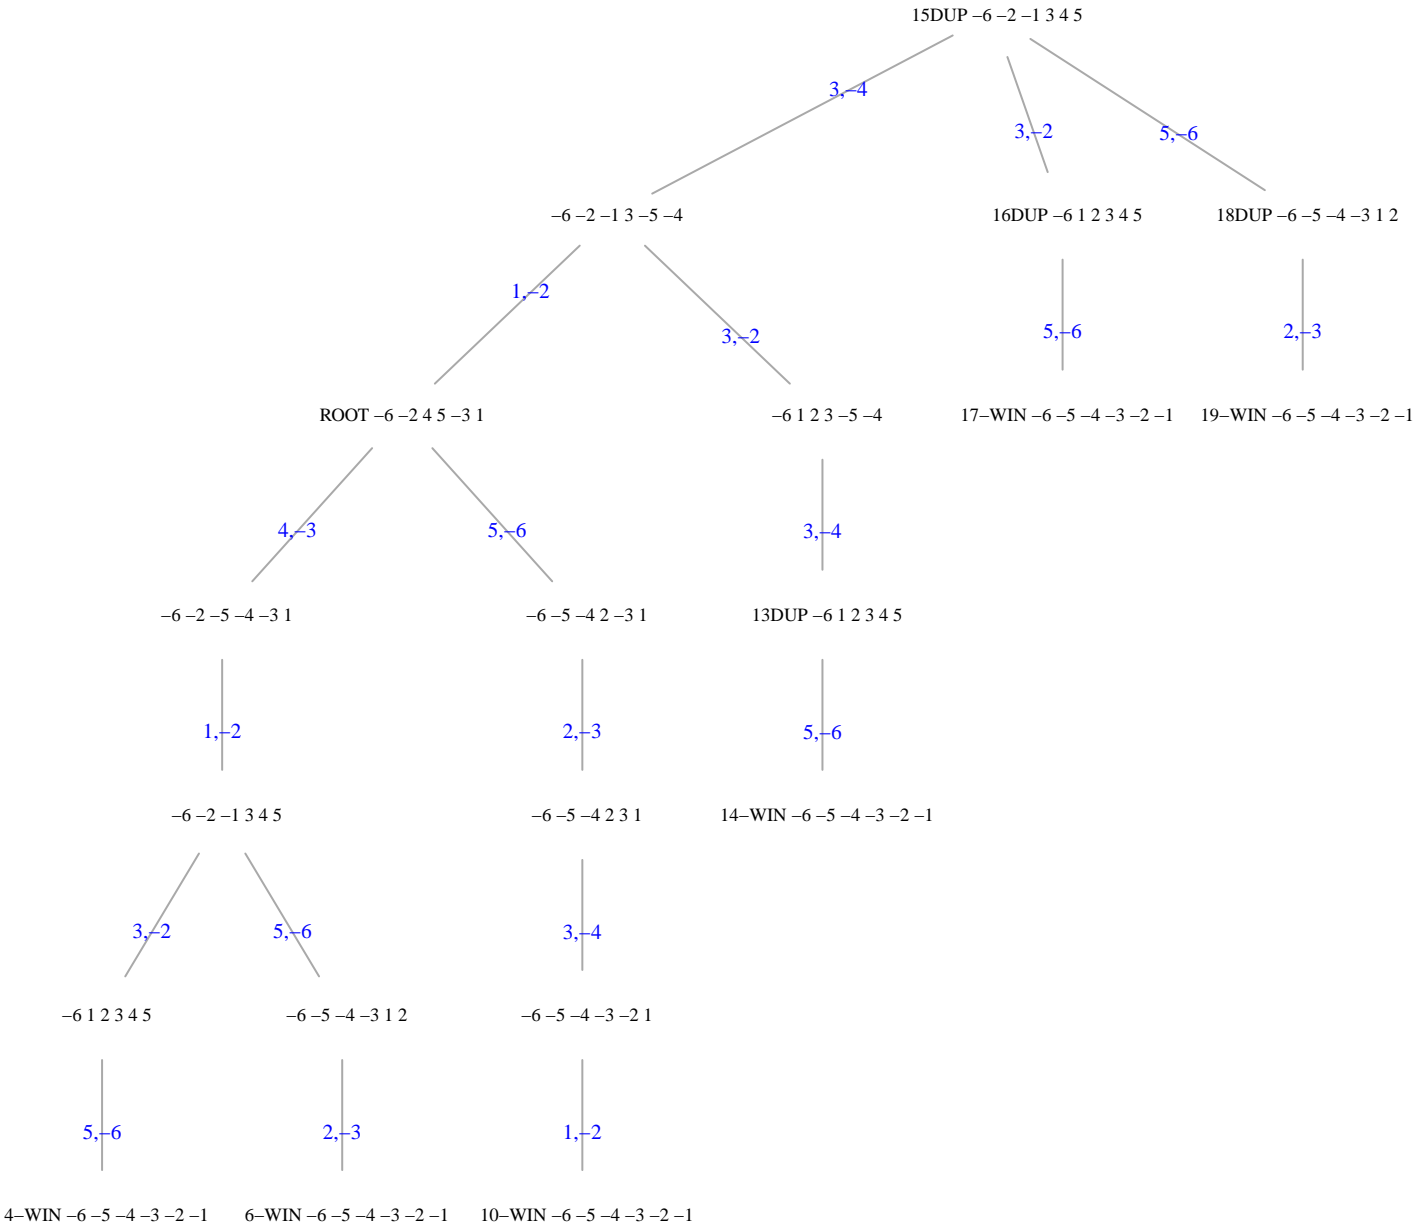 15DUP –6 –2 –1 3 4 5
3,–4
3,–2
5,–6
–6 –2 –1 3 –5 –4
16DUP –6 1 2 3 4 5
18DUP –6 –5 –4 –3 1 2
1,–2
3,–2
5,–6
2,–3
ROOT –6 –2 4 5 –3 1
–6 1 2 3 –5 –4
17–WIN –6 –5 –4 –3 –2 –1
19–WIN –6 –5 –4 –3 –2 –1
4,–3
5,–6
3,–4
–6 –2 –5 –4 –3 1
–6 –5 –4 2 –3 1
13DUP –6 1 2 3 4 5
1,–2
2,–3
5,–6
–6 –2 –1 3 4 5
–6 –5 –4 2 3 1
14–WIN –6 –5 –4 –3 –2 –1
3,–2
5,–6
3,–4
–6 1 2 3 4 5
–6 –5 –4 –3 1 2
–6 –5 –4 –3 –2 1
5,–6
2,–3
1,–2
4–WIN –6 –5 –4 –3 –2 –1
6–WIN –6 –5 –4 –3 –2 –1
10–WIN –6 –5 –4 –3 –2 –1